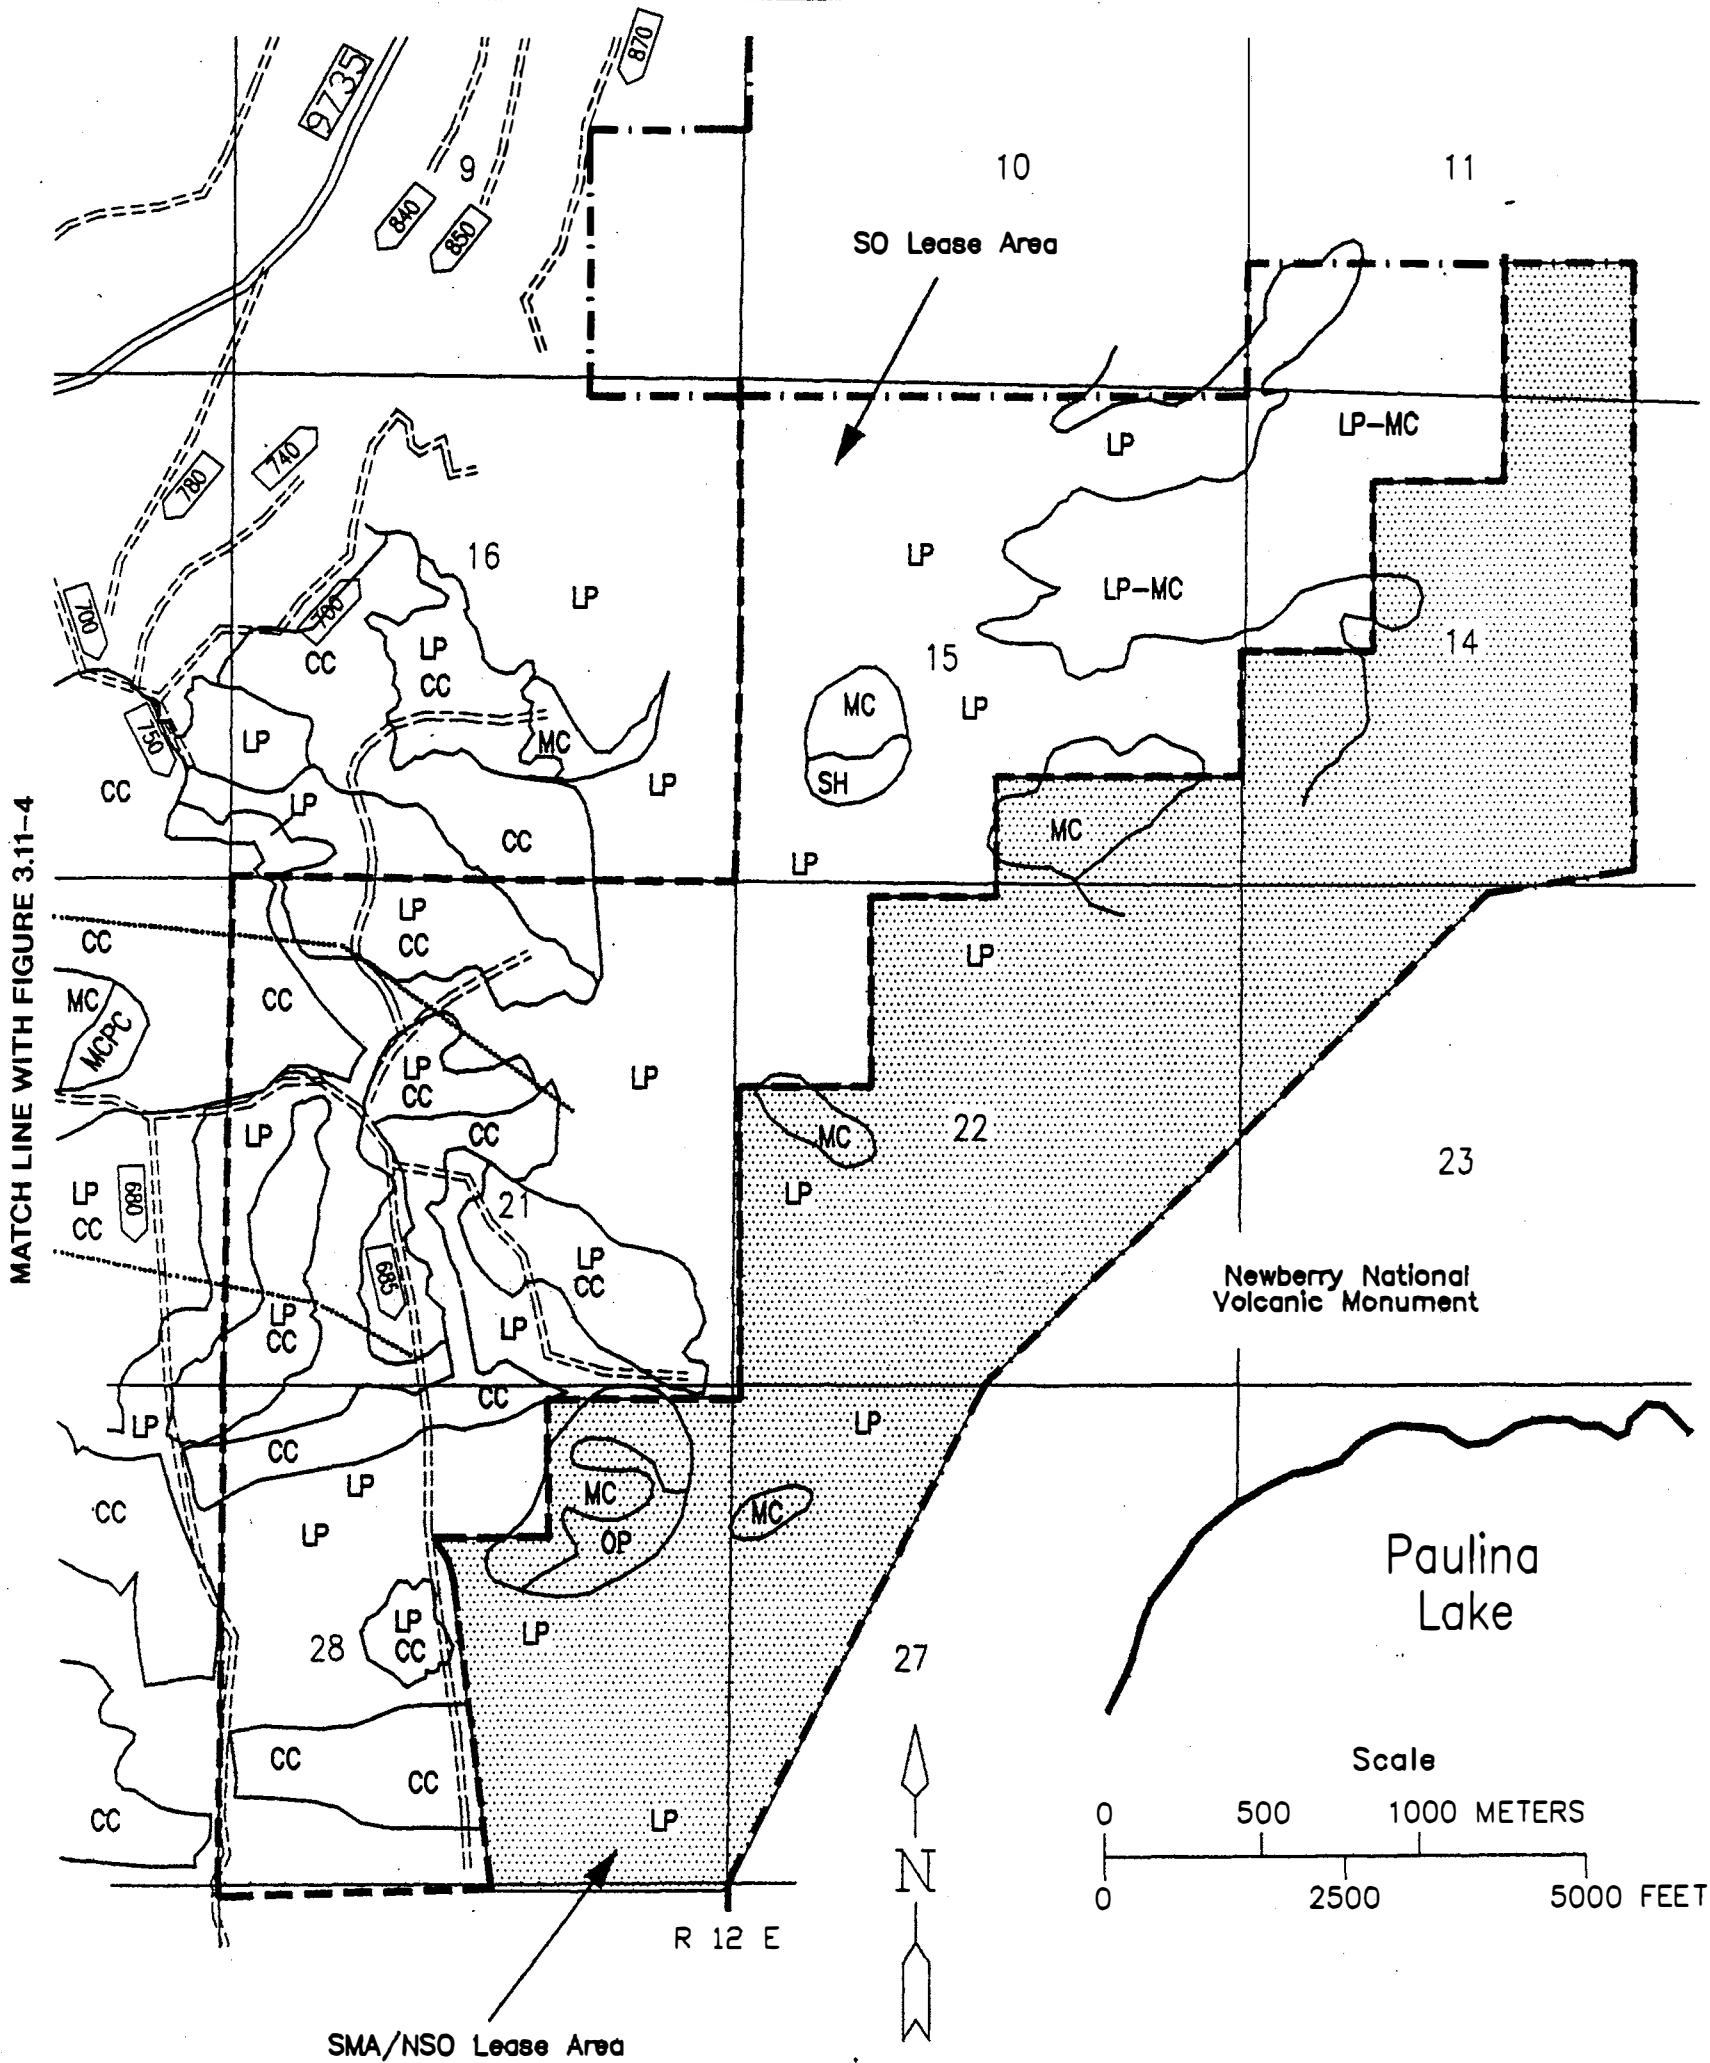 870
9735
9
10
11
840
850
SO Lease Area
LP-MC
LP
740
780
16
LP
LP
LP-MC
700
700
LP
CC
CC
15
14
MC
LP
750
LP
MC
SH
LP
CC
LP
MC
CC
LP
MATCH LINE WITH FIGURE 3.11-4
LP
CC
CC
LP
MC
CC
MCPC
LP
CC
LP
CC
LP
MC
22
23
LP
CC
680
LP
21
LP
CC
685
Newberry National
Volcanic Monument
LP
CC
LP
CC
LP
LP
CC
LP
MC
MC
CC
LP
OP
Paulina
Lake
LP
CC
LP
28
27
Scale
CC
CC
0 500 1000 METERS
CC
LP
N
0 2500 5000 FEET
R 12 E
SMA/NSO Lease Area